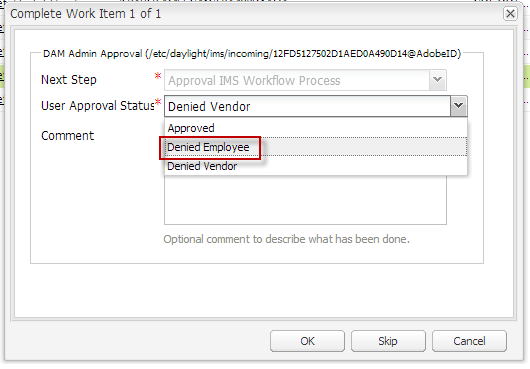 Complete Work Item 1 of 1
DAM Admin Approval (/etc/daylight/ims/incoming/12FD5127502D1AED0A490D14@AdobeID)
Next Step * Approval IMS Workflow Process
User Approval Status * Denied Vendor
Approved
Comment
Denied Employee
Denied Vendor
Optional comment to describe what has been done.
OK Skip Cancel